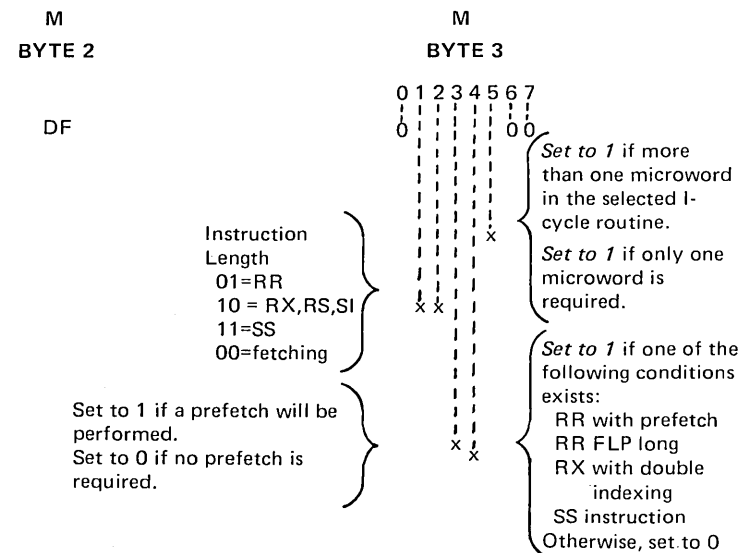 M
BYTE 2
M
BYTE 3
0 1 2 3 4 5 6 7
DF
0 0 0
Set to 1 if more
than one microword
in the selected I-
cycle routine.
Set to 1 if only one
microword is
required.
x
Instruction
Length
01=RR
10 = RX,RS,SI
11=SS
00=fetching
x x
Set to 1 if a prefetch will be
performed.
Set to 0 if no prefetch is
required.
x x
Set to 1 if one of the
following conditions
exists:
RR with prefetch
RR FLP long
RX with double
indexing
SS instruction
Otherwise, set to 0